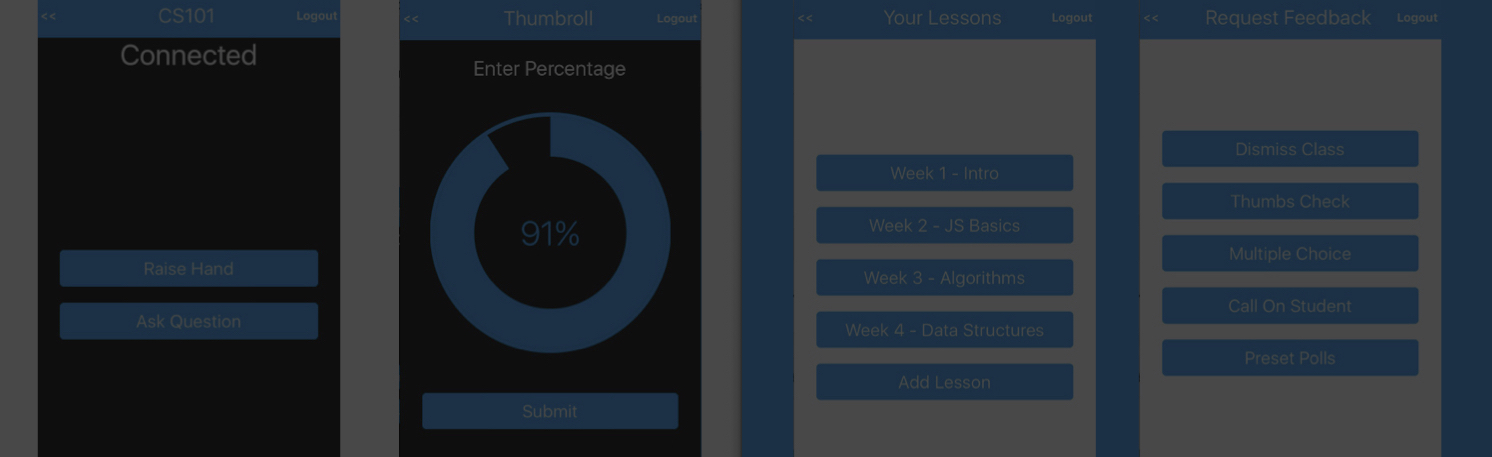 << CS101 Logout
Connected
Raise Hand
Ask Question
<< Thumbroll Logout
Enter Percentage
91%
Submit
<< Your Lessons Logout
Week 1 - Intro
Week 2 - JS Basics
Week 3 - Algorithms
Week 4 - Data Structures
Add Lesson
<< Request Feedback Logout
Dismiss Class
Thumbs Check
Multiple Choice
Call On Student
Preset Polls